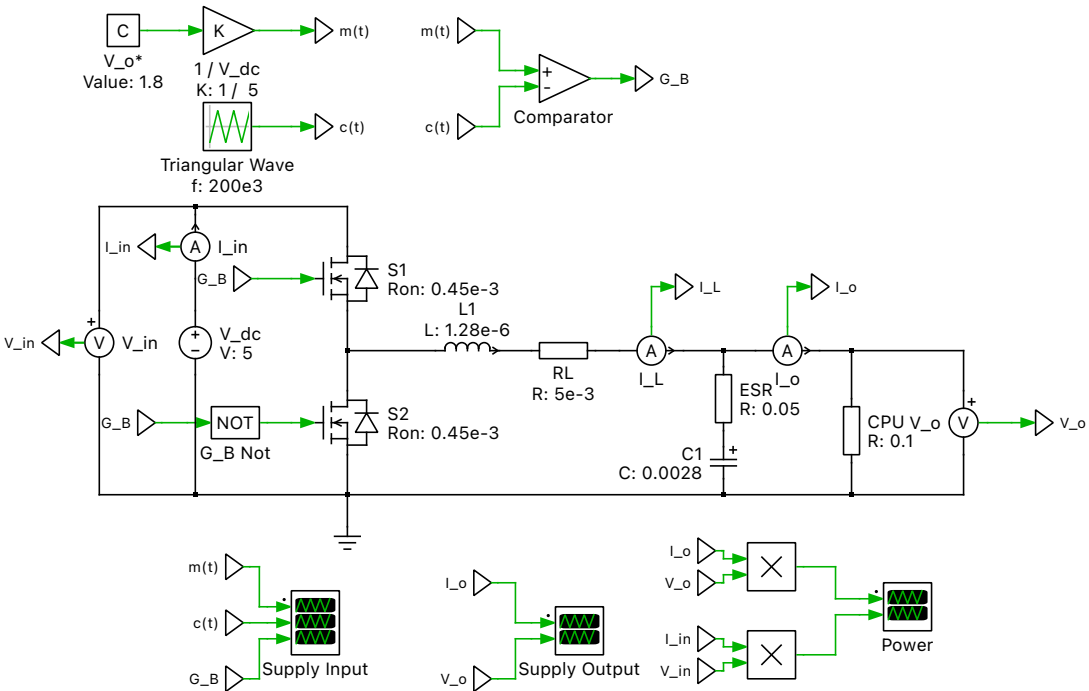 C
V_o*
Value: 1.8
K
1 / V_dc
K: 1 / 5
m(t)
Triangular Wave
f: 200e3
c(t)
m(t)
c(t)
+
-
Comparator
G_B
I_in
A
I_in
V_in
+
V
V_in
+
-
V_dc
V: 5
G_B
S1
Ron: 0.45e-3
G_B
NOT
G_B Not
S2
Ron: 0.45e-3
L1
L: 1.28e-6
RL
R: 5e-3
A
I_L
I_L
ESR
R: 0.05
C1
+
C: 0.0028
A
I_o
I_o
CPU
R: 0.1
V_o
+
V
V_o
m(t)
c(t)
G_B
Supply Input
I_o
V_o
Supply Output
I_o
V_o
×
I_in
V_in
×
Power